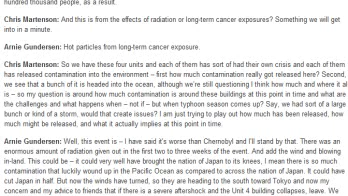 hundred thousand people, as a result.
Chris Martenson: And this is from the effects of radiation or long-term cancer exposures? Something we will get
into in a minute.
Arnie Gundersen: Hot particles from long-term cancer exposure.
Chris Martenson: So we have these four units and each of them has sort of had their own crisis and each of them
has released contamination into the environment – first how much contamination really got released here? Second,
we see that a bunch of it is headed into the ocean, although we're still questioning I think how much and where it al
is – so my question is around how much contamination is around these buildings at this point in time and what are
the challenges and what happens when – not if – but when typhoon season comes up? Say, we had sort of a large
bunch or kind of a storm, would that create issues? I am just trying to get out how much has been released, how
might be released, and what it actually implies at this point in time.
Arnie Gundersen: Well, this event is – I have said it's worse than Chernobyl and I'll stand by that. There was an
enormous amount of radiation given out in the first two to three weeks of the event. And add the wind and blowing
in-land. This could be – it could very well have brought the nation of Japan to its knees, I mean there is so much
contamination that luckily wound up in the Pacific Ocean as compared to across the nation of Japan. It could have
cut Japan in half. But now the winds have turned, so they are heading to the south toward Tokyo and now my
concern and my advice to friends that if there is a severe aftershock and the Unit 4 building collapses, leave. We